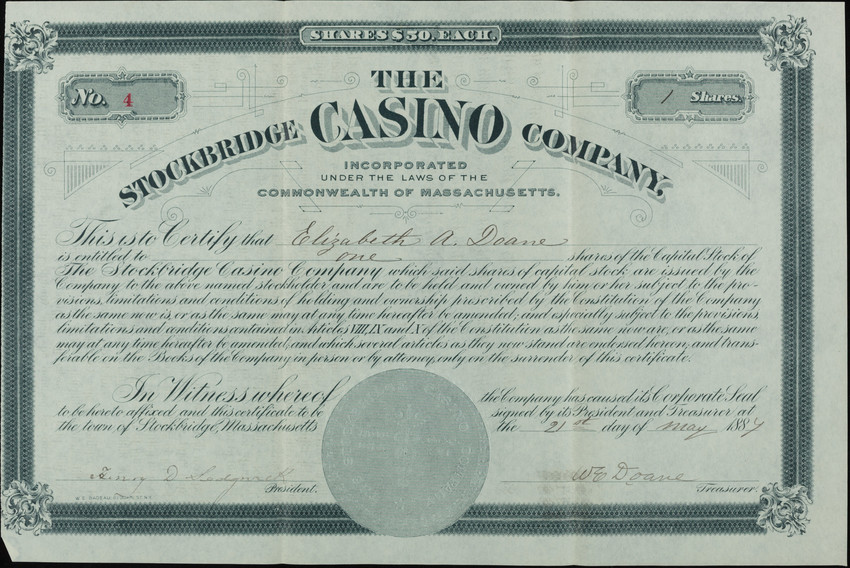 SHARES $50. EACH.
No. 4
1 Shares.
THE
STOCKBRIDGE CASINO COMPANY.
INCORPORATED
UNDER THE LAWS OF THE
COMMONWEALTH OF MASSACHUSETTS.
This is to Certify that Elizabeth A. Doane
is entitled to one shares of the Capital Stock of
The Stockbridge Casino Company which said shares of capital stock are issued by the
Company to the above named stockholder and are to be held and owned by him or her subject to the pro-
visions, limitations and conditions of holding and ownership prescribed by the Constitution of the Company
as the same now is, or as the same may at any time hereafter be amended, and especially subject to the provisions,
limitations and conditions contained in Articles VIII, IX and X of the Constitution as the same now are, or as the same
may at any time hereafter be amended, and which several articles as they now stand are endorsed hereon; and trans-
ferable on the Books of the Company in person or by attorney, only on the surrender of this certificate.
In Witness whereof the Company has caused its Corporate Seal
to be hereto affixed and this certificate to be signed by its President and Treasurer at
the town of Stockbridge, Massachusetts the 21st day of May 1887
Henry D Sedgwick
President.
W E Doane
Treasurer.